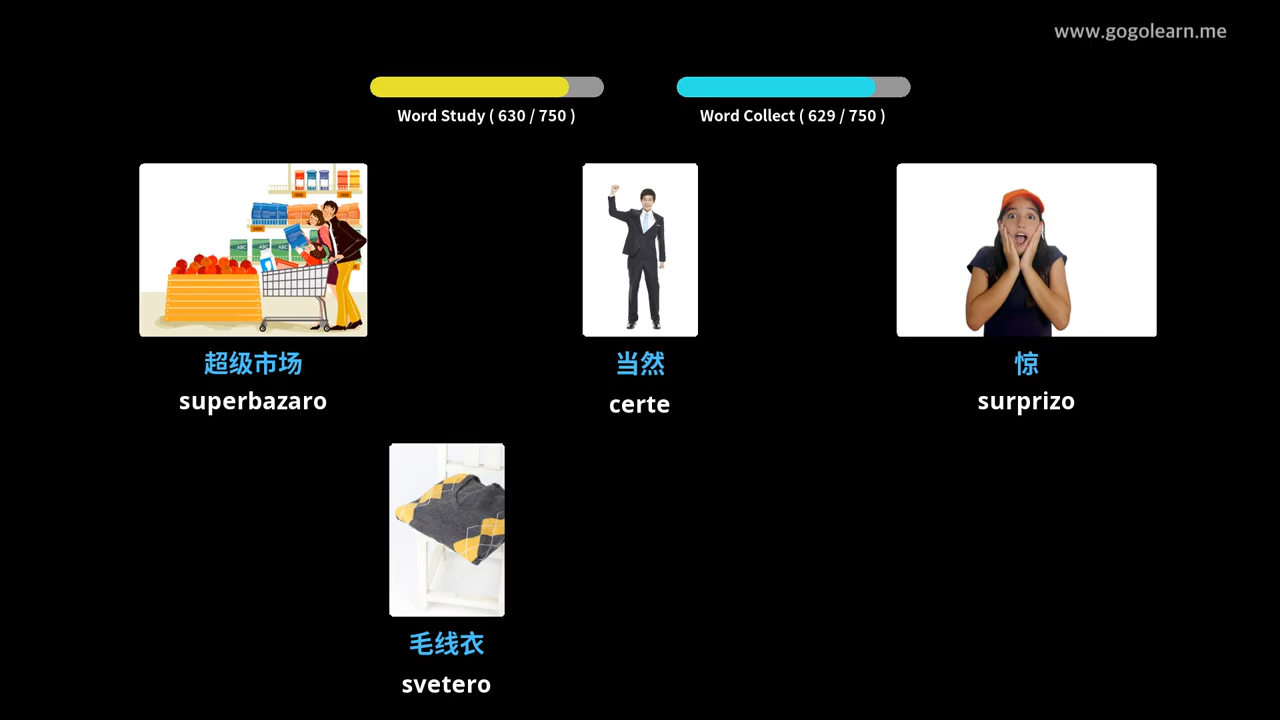 www.gogolearn.me
Word Study ( 630 / 750 )
Word Collect ( 629 / 750 )
超级市场
superbazaro
当然
certe
惊
surprizo
毛线衣
svetero